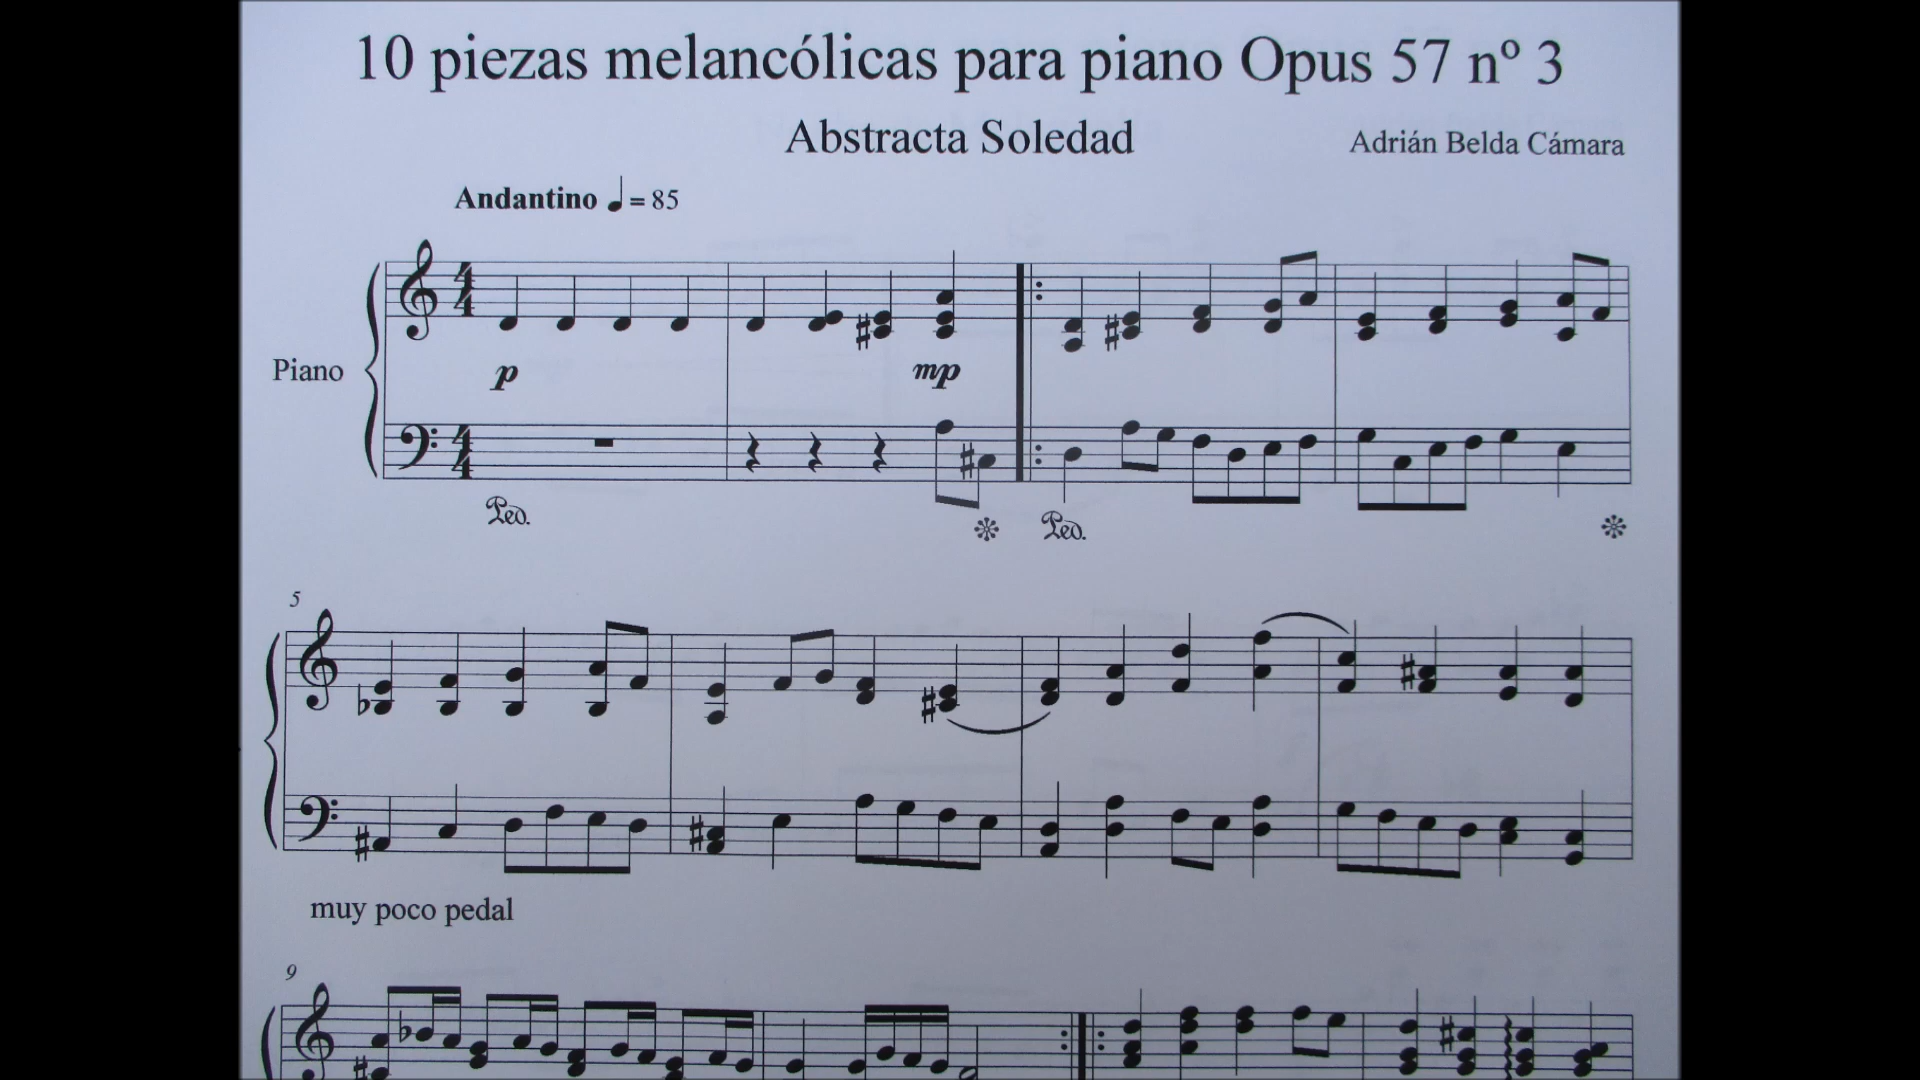 10 piezas melancólicas para piano Opus 57 nº 3
Abstracta Soledad
Adrián Belda Cámara
Andantino ♩ = 85
Piano
p
mp
Ped.
Ped.
5
muy poco pedal
9